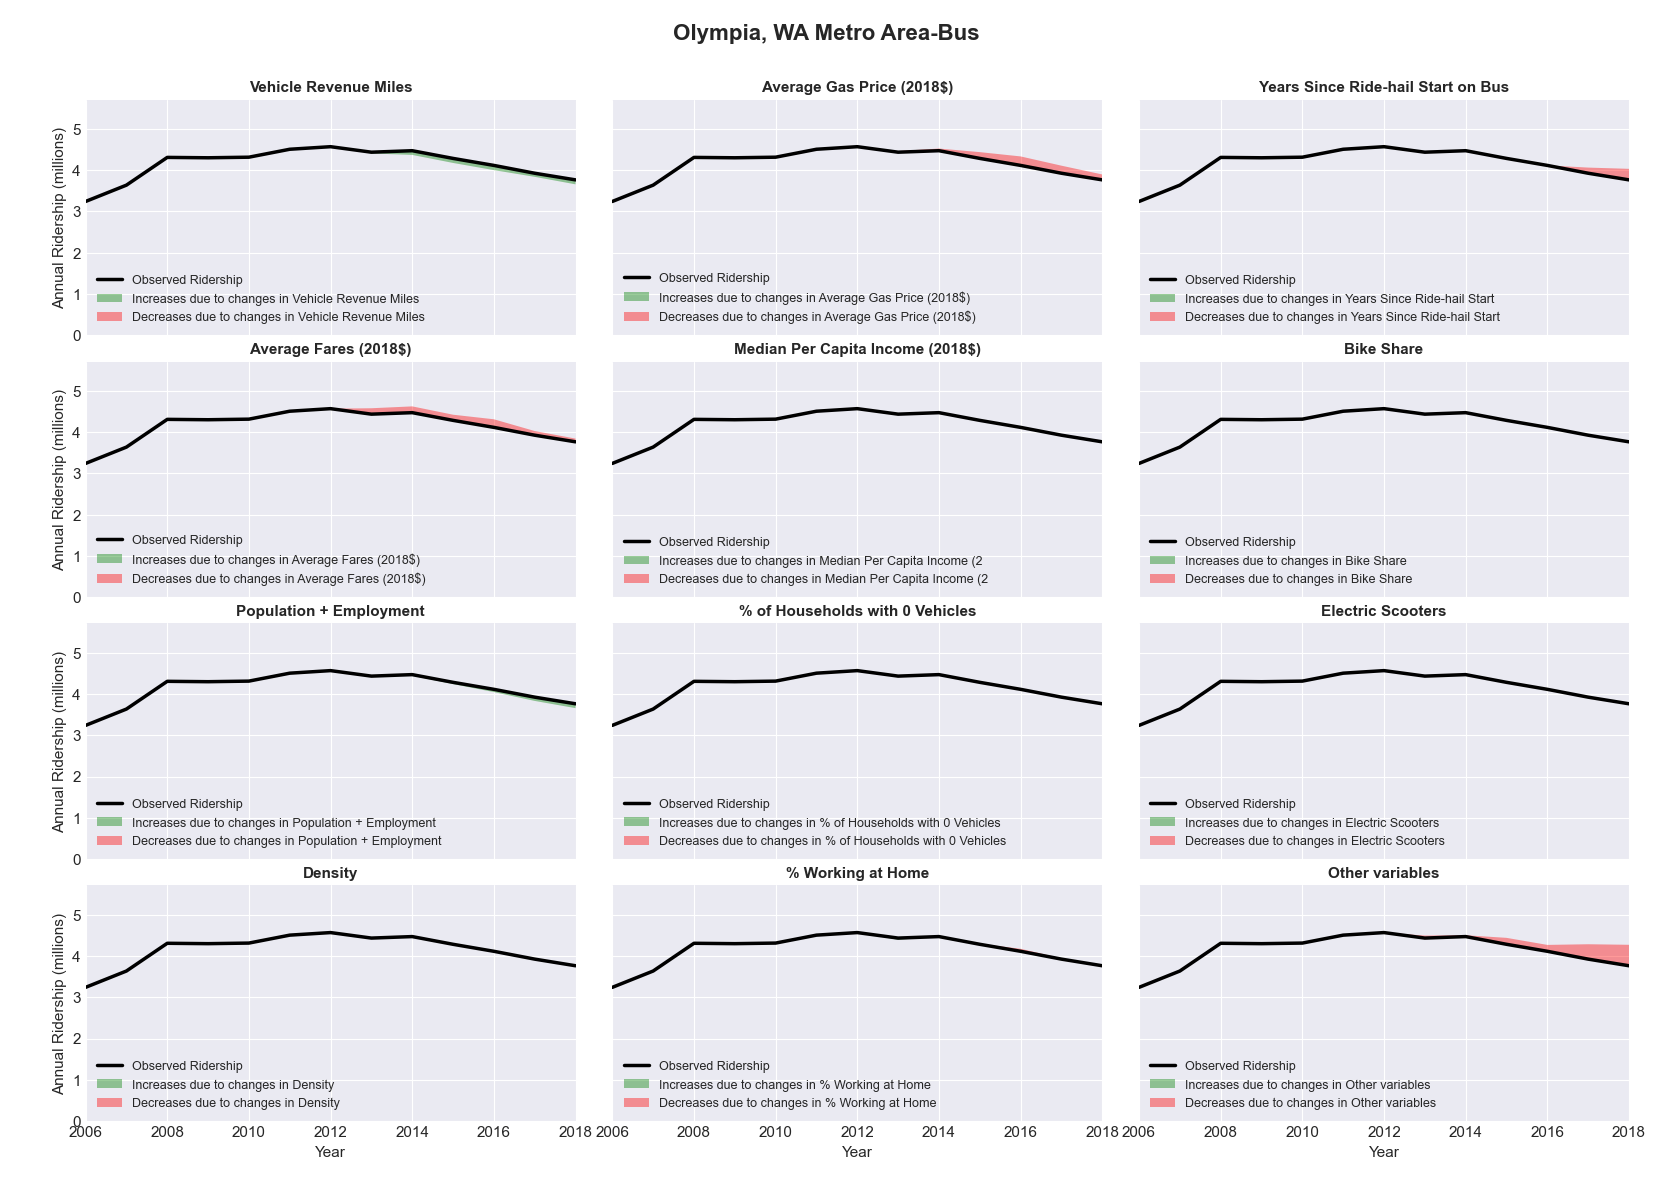 Olympia, WA Metro Area-Bus
Vehicle Revenue Miles
Average Gas Price (2018$)
Years Since Ride-hail Start on Bus
Annual Ridership (millions)
5
4
3
2
1
0
Observed Ridership
Increases due to changes in Vehicle Revenue Miles
Decreases due to changes in Vehicle Revenue Miles
Observed Ridership
Increases due to changes in Average Gas Price (2018$)
Decreases due to changes in Average Gas Price (2018$)
Observed Ridership
Increases due to changes in Years Since Ride-hail Start
Decreases due to changes in Years Since Ride-hail Start
Average Fares (2018$)
Median Per Capita Income (2018$)
Bike Share
Annual Ridership (millions)
5
4
3
2
1
0
Observed Ridership
Increases due to changes in Average Fares (2018$)
Decreases due to changes in Average Fares (2018$)
Observed Ridership
Increases due to changes in Median Per Capita Income (2
Decreases due to changes in Median Per Capita Income (2
Observed Ridership
Increases due to changes in Bike Share
Decreases due to changes in Bike Share
Population + Employment
% of Households with 0 Vehicles
Electric Scooters
Annual Ridership (millions)
5
4
3
2
1
0
Observed Ridership
Increases due to changes in Population + Employment
Decreases due to changes in Population + Employment
Observed Ridership
Increases due to changes in % of Households with 0 Vehicles
Decreases due to changes in % of Households with 0 Vehicles
Observed Ridership
Increases due to changes in Electric Scooters
Decreases due to changes in Electric Scooters
Density
% Working at Home
Other variables
Annual Ridership (millions)
5
4
3
2
1
0
Observed Ridership
Increases due to changes in Density
Decreases due to changes in Density
Observed Ridership
Increases due to changes in % Working at Home
Decreases due to changes in % Working at Home
Observed Ridership
Increases due to changes in Other variables
Decreases due to changes in Other variables
2006 2008 2010 2012 2014 2016 2018
2006 2008 2010 2012 2014 2016 2018
2006 2008 2010 2012 2014 2016 2018
Year
Year
Year